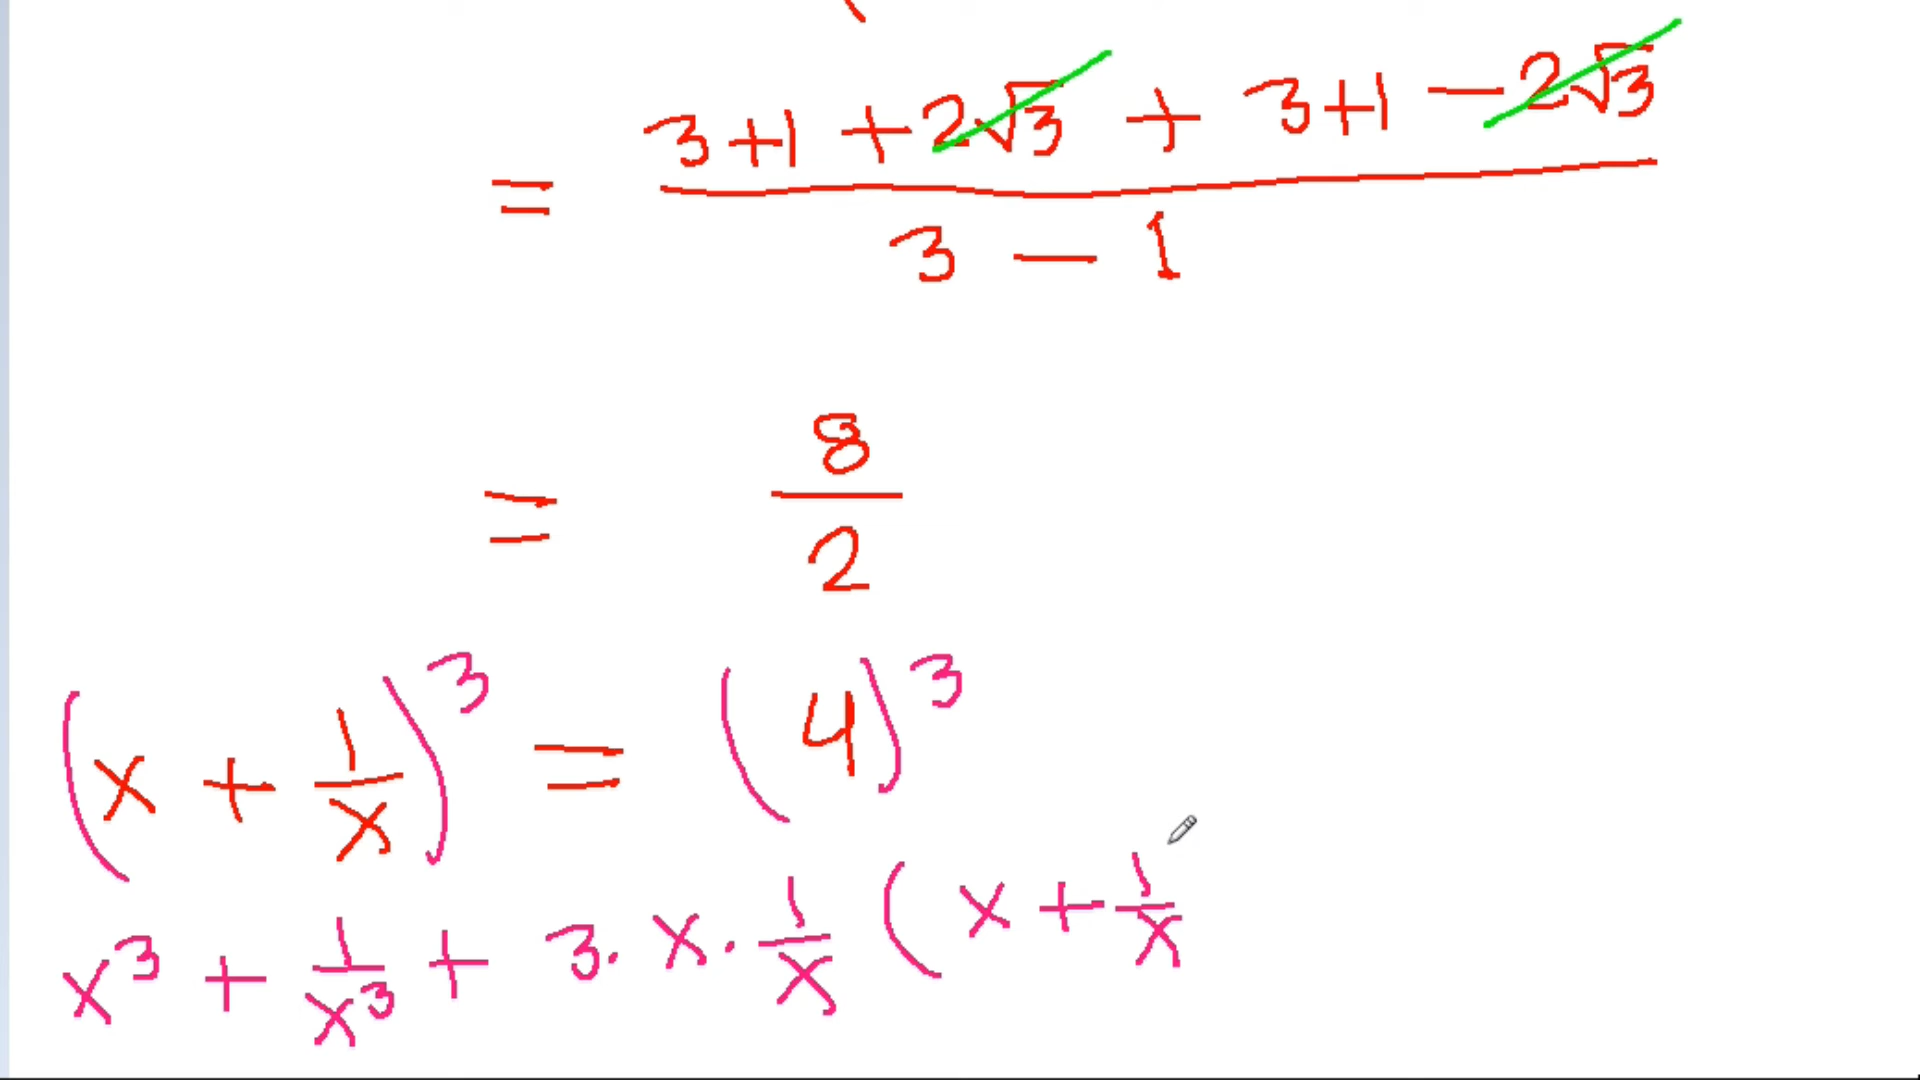 3+1 + 2√3 + 3+1 − 2√3
=
3 − 1
8
=
2
(x + 1/x)³ = (4)³
x³ + 1/x³ + 3. x . 1/x (x + 1/x